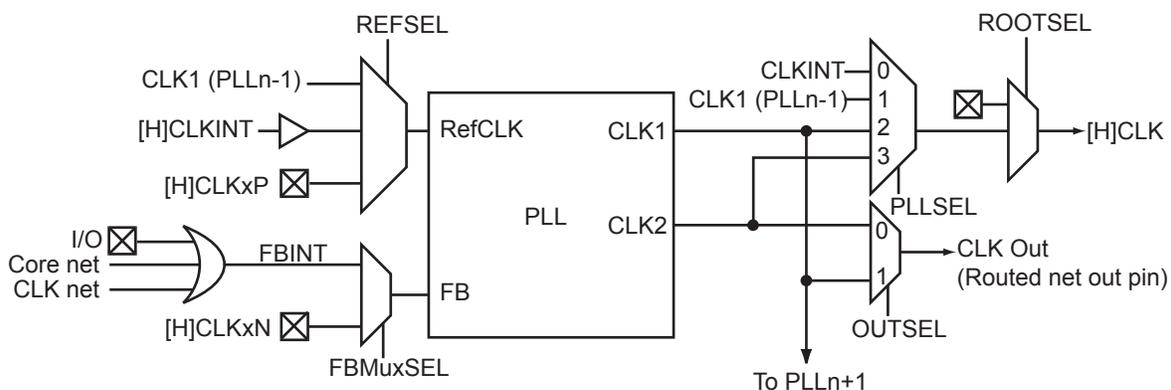 REFSEL
ROOTSEL
CLK1 (PLLn-1)
CLKINT
0
CLK1 (PLLn-1)
1
[H]CLKINT
RefCLK
CLK1
2
[H]CLK
3
[H]CLKxP
PLLSEL
PLL
CLK2
0
I/O
Core net
FBINT
CLK net
CLK Out
(Routed net out pin)
FB
1
[H]CLKxN
OUTSEL
FBMuxSEL
To PLLn+1